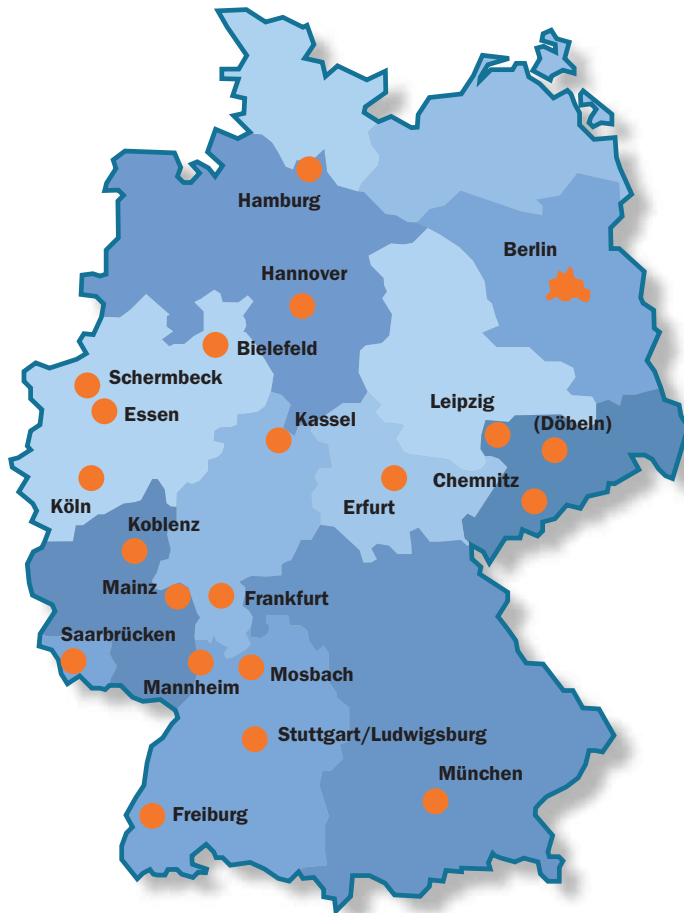 Hamburg
Berlin
Hannover
Bielefeld
Schermbeck
Essen
Kassel
Leipzig
(Döbeln)
Köln
Erfurt
Chemnitz
Koblenz
Mainz
Frankfurt
Saarbrücken
Mannheim
Mosbach
Stuttgart/Ludwigsburg
München
Freiburg